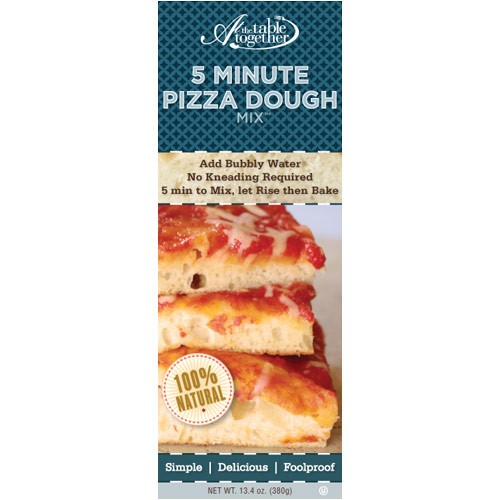 At the table
together
5 MINUTE
PIZZA DOUGH
MIX™
Add Bubbly Water
No Kneading Required
5 min to Mix, let Rise then Bake
100%
NATURAL
Simple | Delicious | Foolproof
NET WT. 13.4 oz. (380g)